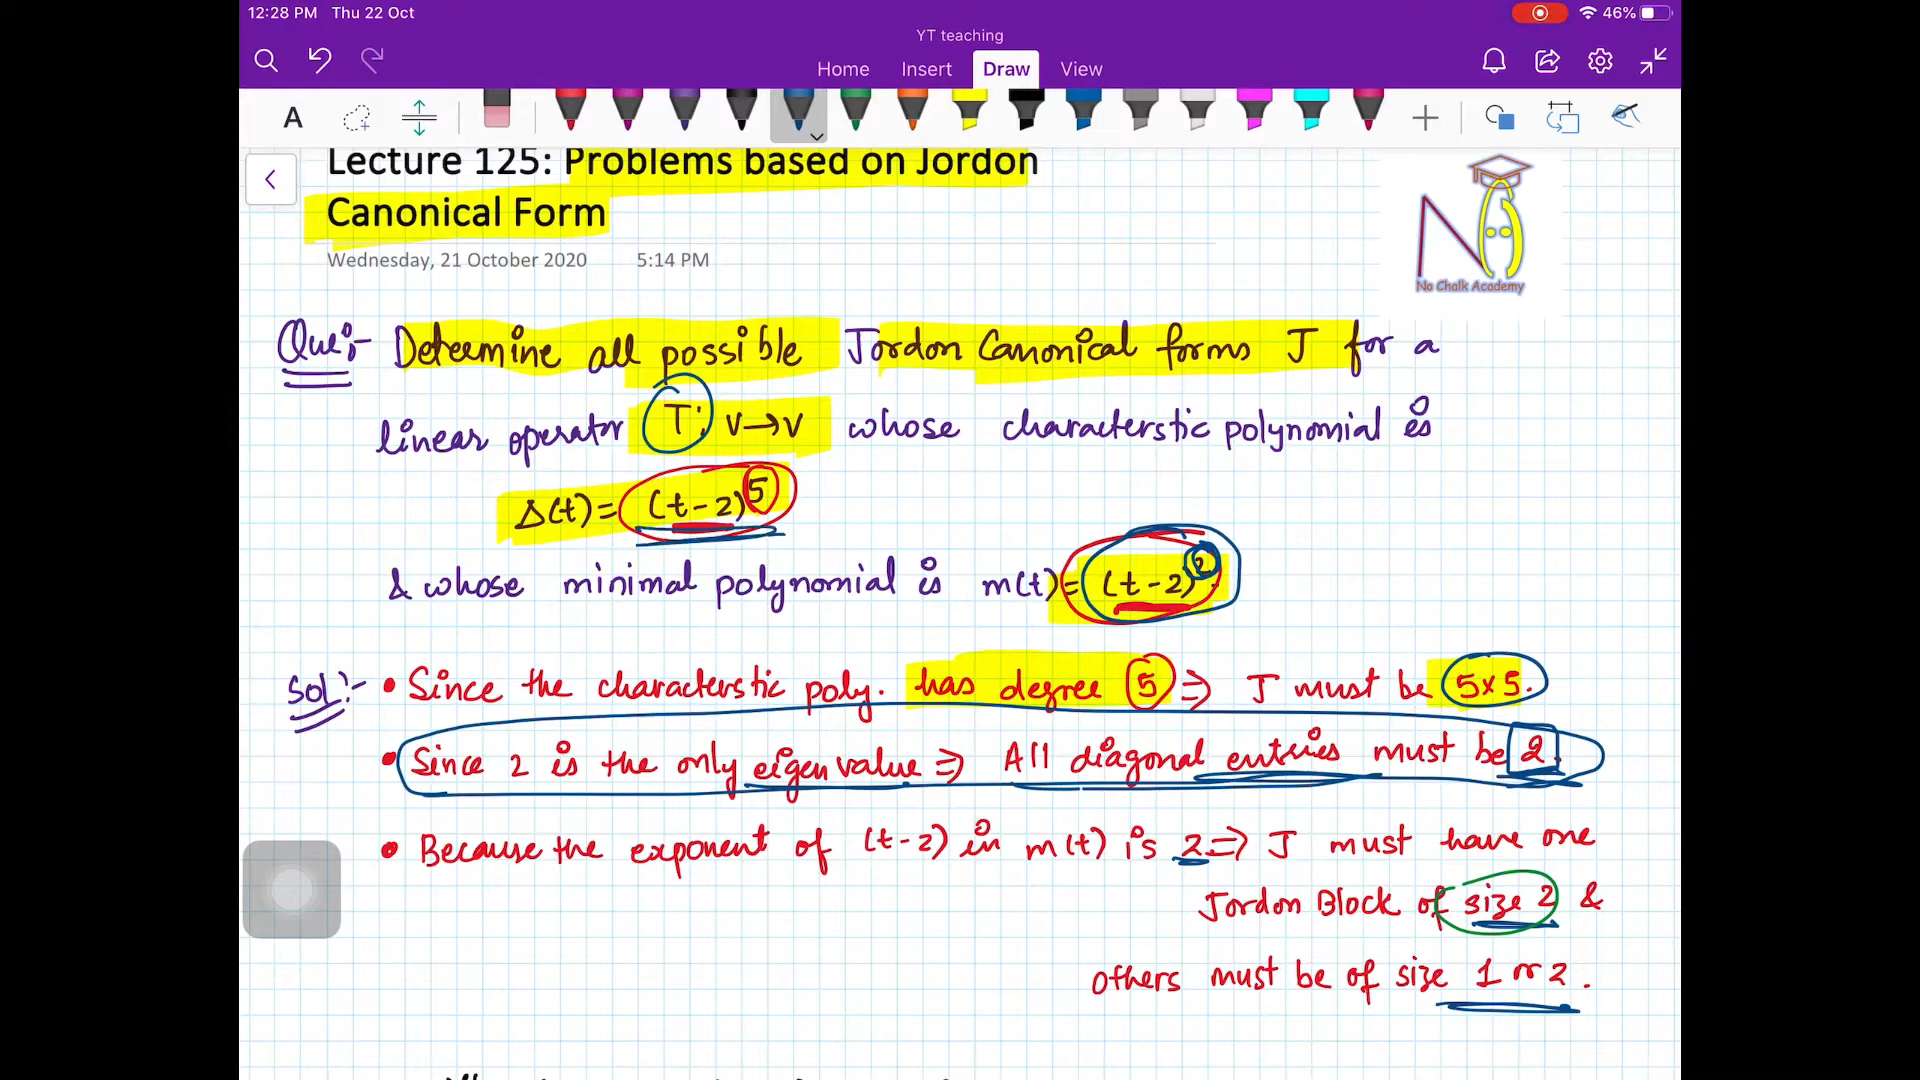 12:28 PM Thu 22 Oct
46%
YT teaching
Home Insert Draw View
A
Lecture 125: Problems based on Jordon
Canonical Form
Wednesday, 21 October 2020 5:14 PM
No Chalk Academy
Que:- Determine all possible Jordon Canonical forms J for a
linear operator T: V→V whose characterstic polynomial is
Δ(t)= (t-2)^5
& whose minimal polynomial is m(t)= (t-2)^2.
Sol:- • Since the characterstic poly. has degree 5 ⇒ J must be 5x5.
• Since 2 is the only eigen value ⇒ All diagonal entries must be 2.
• Because the exponent of (t-2) in m(t) is 2 ⇒ J must have one
Jordon Block of size 2 &
others must be of size 1 or 2.